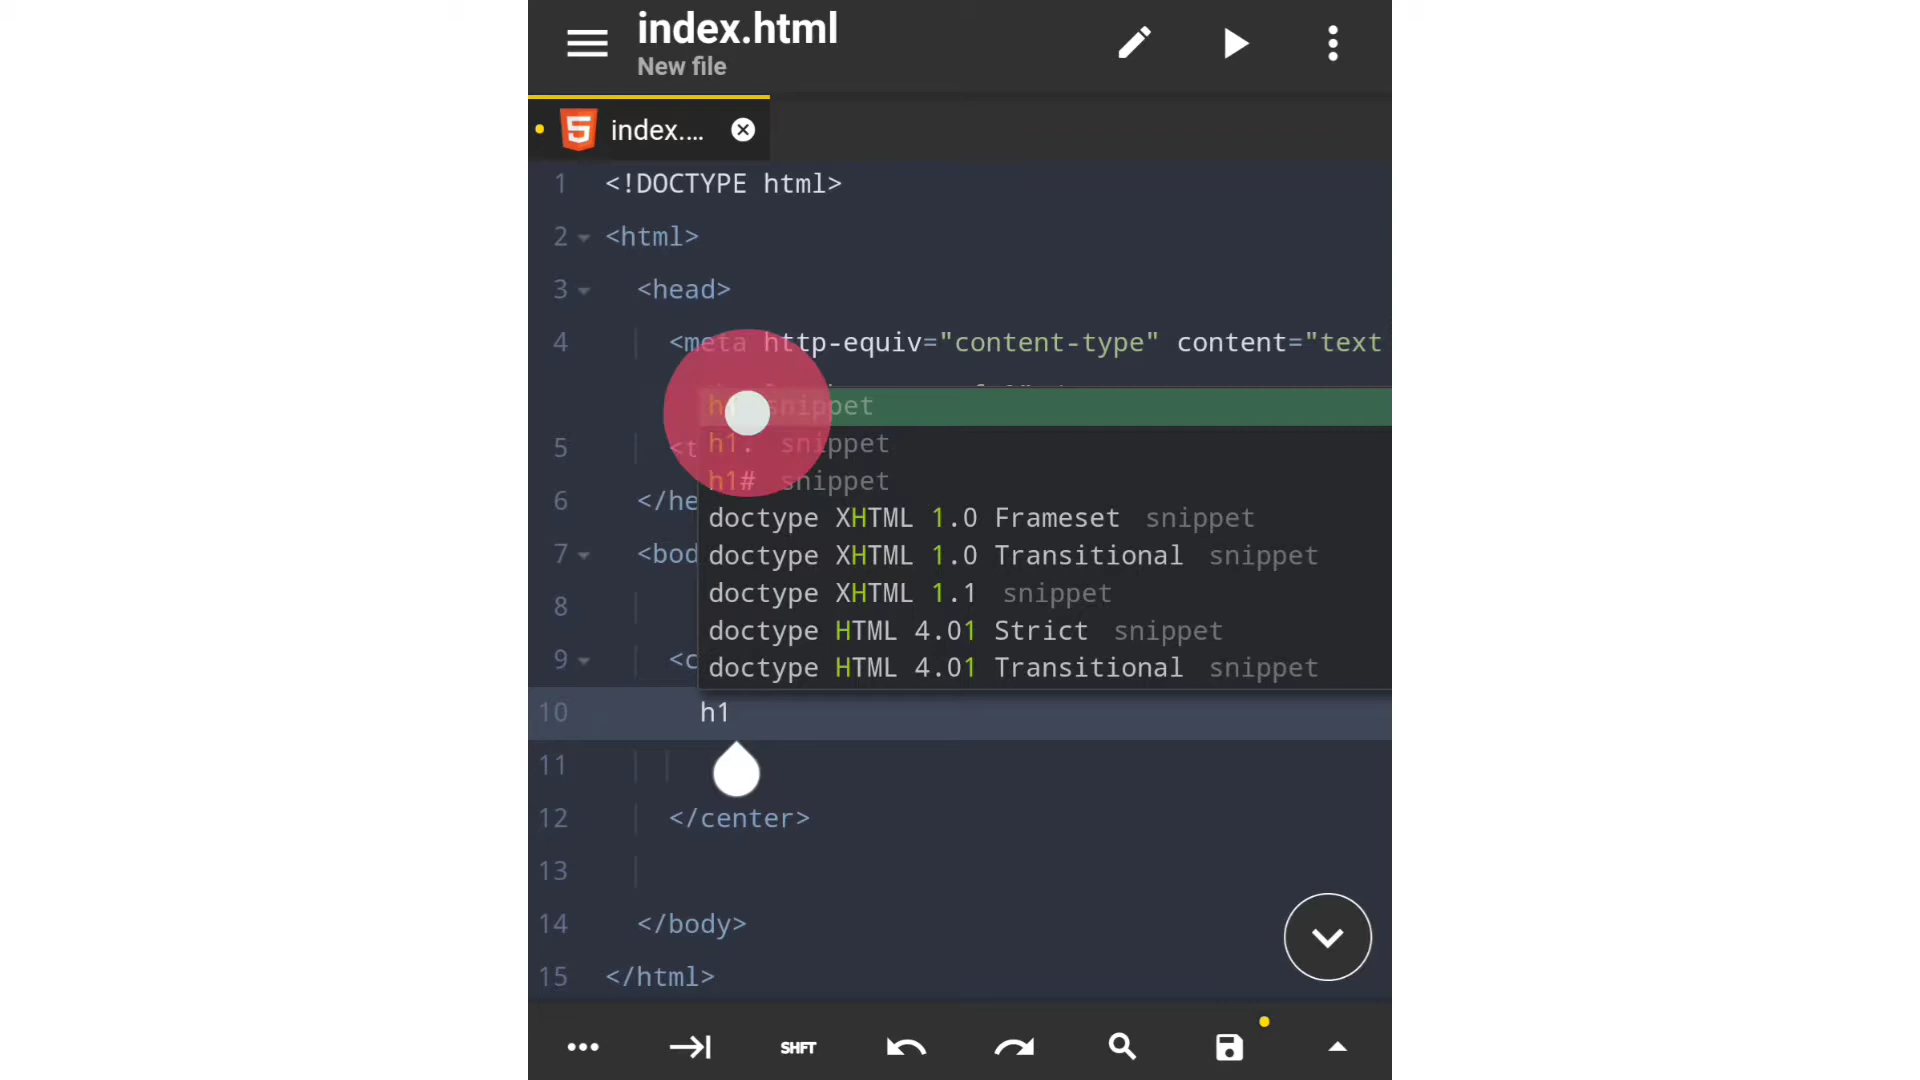 index.html
New file
index....
1 <!DOCTYPE html>
2 <html>
3 <head>
4 <meta http-equiv="content-type" content="text
h1 snippet
h1. snippet
5 <t
h1# snippet
6 </he
doctype XHTML 1.0 Frameset snippet
7 <bod
doctype XHTML 1.0 Transitional snippet
doctype XHTML 1.1 snippet
8
doctype HTML 4.01 Strict snippet
9 <c
doctype HTML 4.01 Transitional snippet
10 h1
11
12 </center>
13
14 </body>
15 </html>
SHFT